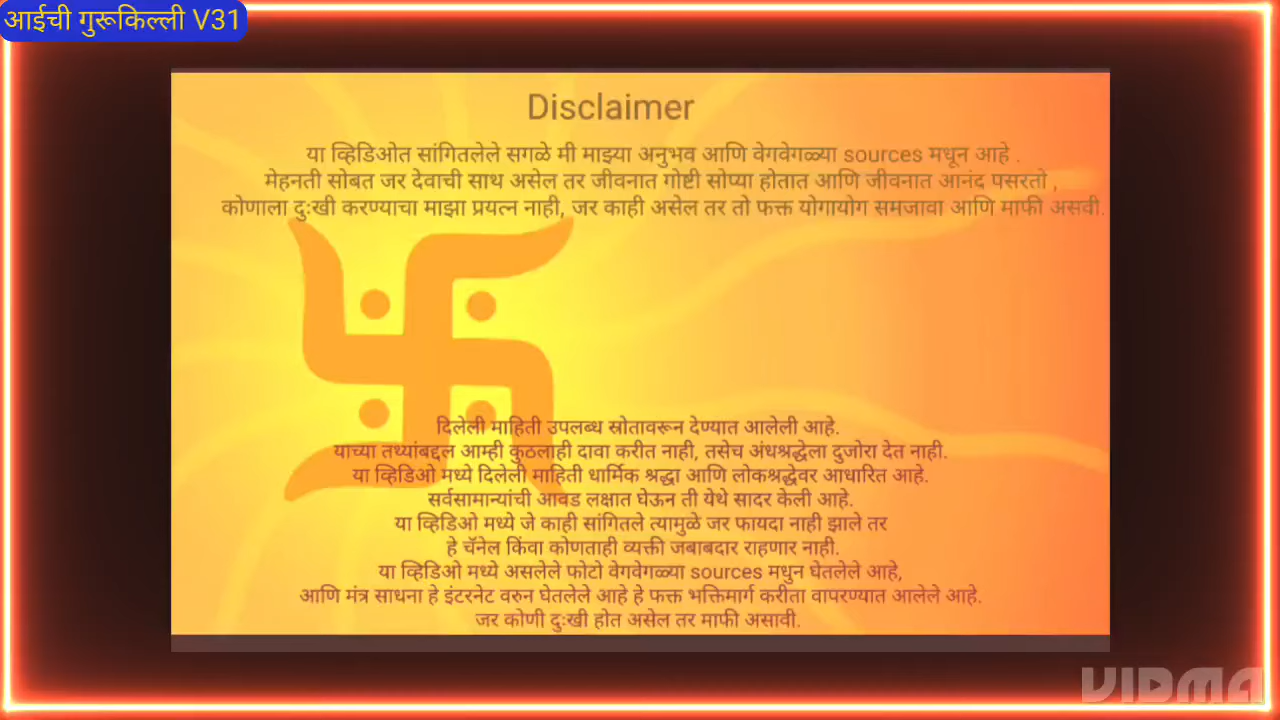 आईची गुरूकिल्ली V31
Disclaimer
या व्हिडिओत सांगितलेले सगळे मी माझ्या अनुभव आणि वेगवेगळ्या sources मधून आहे .
मेहनती सोबत जर देवाची साथ असेल तर जीवनात गोष्टी सोप्या होतात आणि जीवनात आनंद पसरतो ,
कोणाला दुःखी करण्याचा माझा प्रयत्न नाही, जर काही असेल तर तो फक्त योगायोग समजावा आणि माफी असवी.
दिलेली माहिती उपलब्ध स्रोतावरून देण्यात आलेली आहे.
याच्या तथ्यांबद्दल आम्ही कुठलाही दावा करीत नाही, तसेच अंधश्रद्धेला दुजोरा देत नाही.
या व्हिडिओ मध्ये दिलेली माहिती धार्मिक श्रद्धा आणि लोकश्रद्धेवर आधारित आहे.
सर्वसामान्यांची आवड लक्षात घेऊन ती येथे सादर केली आहे.
या व्हिडिओ मध्ये जे काही सांगितले त्यामुळे जर फायदा नाही झाले तर
हे चॅनेल किंवा कोणताही व्यक्ती जबाबदार राहणार नाही.
या व्हिडिओ मध्ये असलेले फोटो वेगवेगळ्या sources मधुन घेतलेले आहे,
आणि मंत्र साधना हे इंटरनेट वरुन घेतलेले आहे हे फक्त भक्तिमार्ग करीता वापरण्यात आलेले आहे.
जर कोणी दुःखी होत असेल तर माफी असावी.
VIDMA